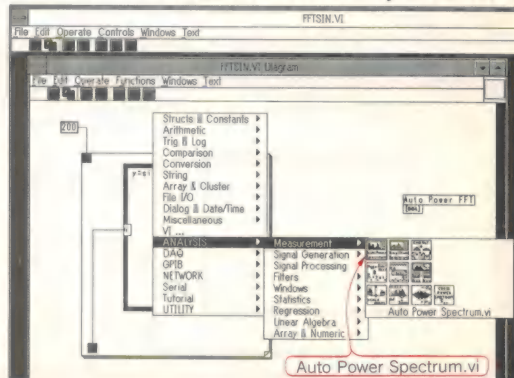 FFTSIN.VI
File Edit Operate Controls Windows Text
FFTSIN.VI Diagram
File Edit Operate Functions Windows Text
200
Structs & Constants
Arithmetic
Trig & Log
Comparison
Conversion
String
Array & Cluster
File I/O
Dialog & Date/Time
Miscellaneous
VI ...
ANALYSIS
DAQ
GPIB
NETWORK
Serial
Tutorial
UTILITY
Measurement
Signal Generation
Signal Processing
Filters
Windows
Statistics
Regression
Linear Algebra
Array & Numeric
Auto Power FFT
[DBL]
Auto Power Spectrum.vi
Auto Power Spectrum.vi